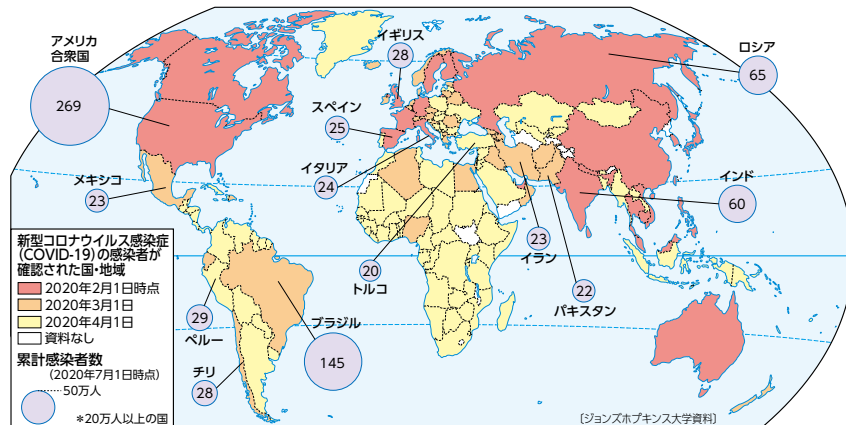 アメリカ
合衆国
269
イギリス
28
ロシア
65
スペイン
25
イタリア
24
メキシコ
23
インド
60
23
イラン
20
トルコ
22
パキスタン
29
ペルー
ブラジル
145
チリ
28
新型コロナウイルス感染症
(COVID-19)の感染者が
確認された国・地域
2020年2月1日時点
2020年3月1日
2020年4月1日
資料なし
累計感染者数
(2020年7月1日時点)
50万人
*20万人以上の国
〔ジョンズホプキンス大学資料〕